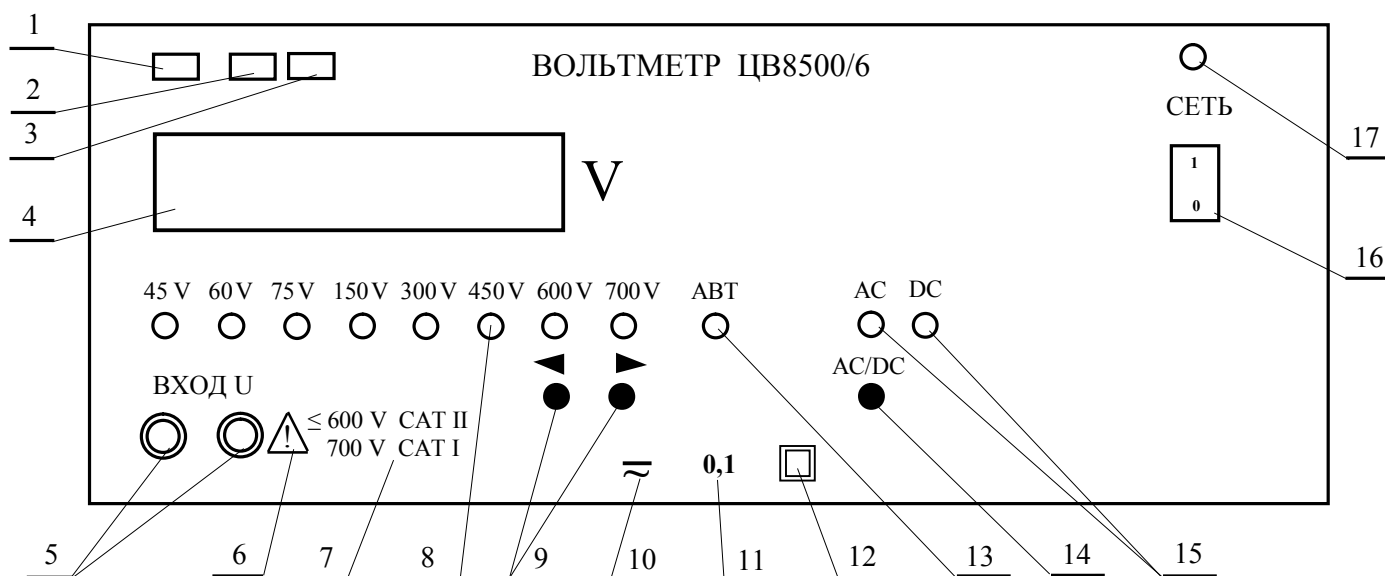 1
2
3
4
ВОЛЬТМЕТР ЦВ8500/6
СЕТЬ
1
0
17
16
V
45 V 60 V 75 V 150 V 300 V 450 V 600 V 700 V АВТ AC DC
AC/DC
ВХОД U
! ≤ 600 V CAT II
700 V CAT I
0,1
5 6 7 8 9 10 11 12 13 14 15